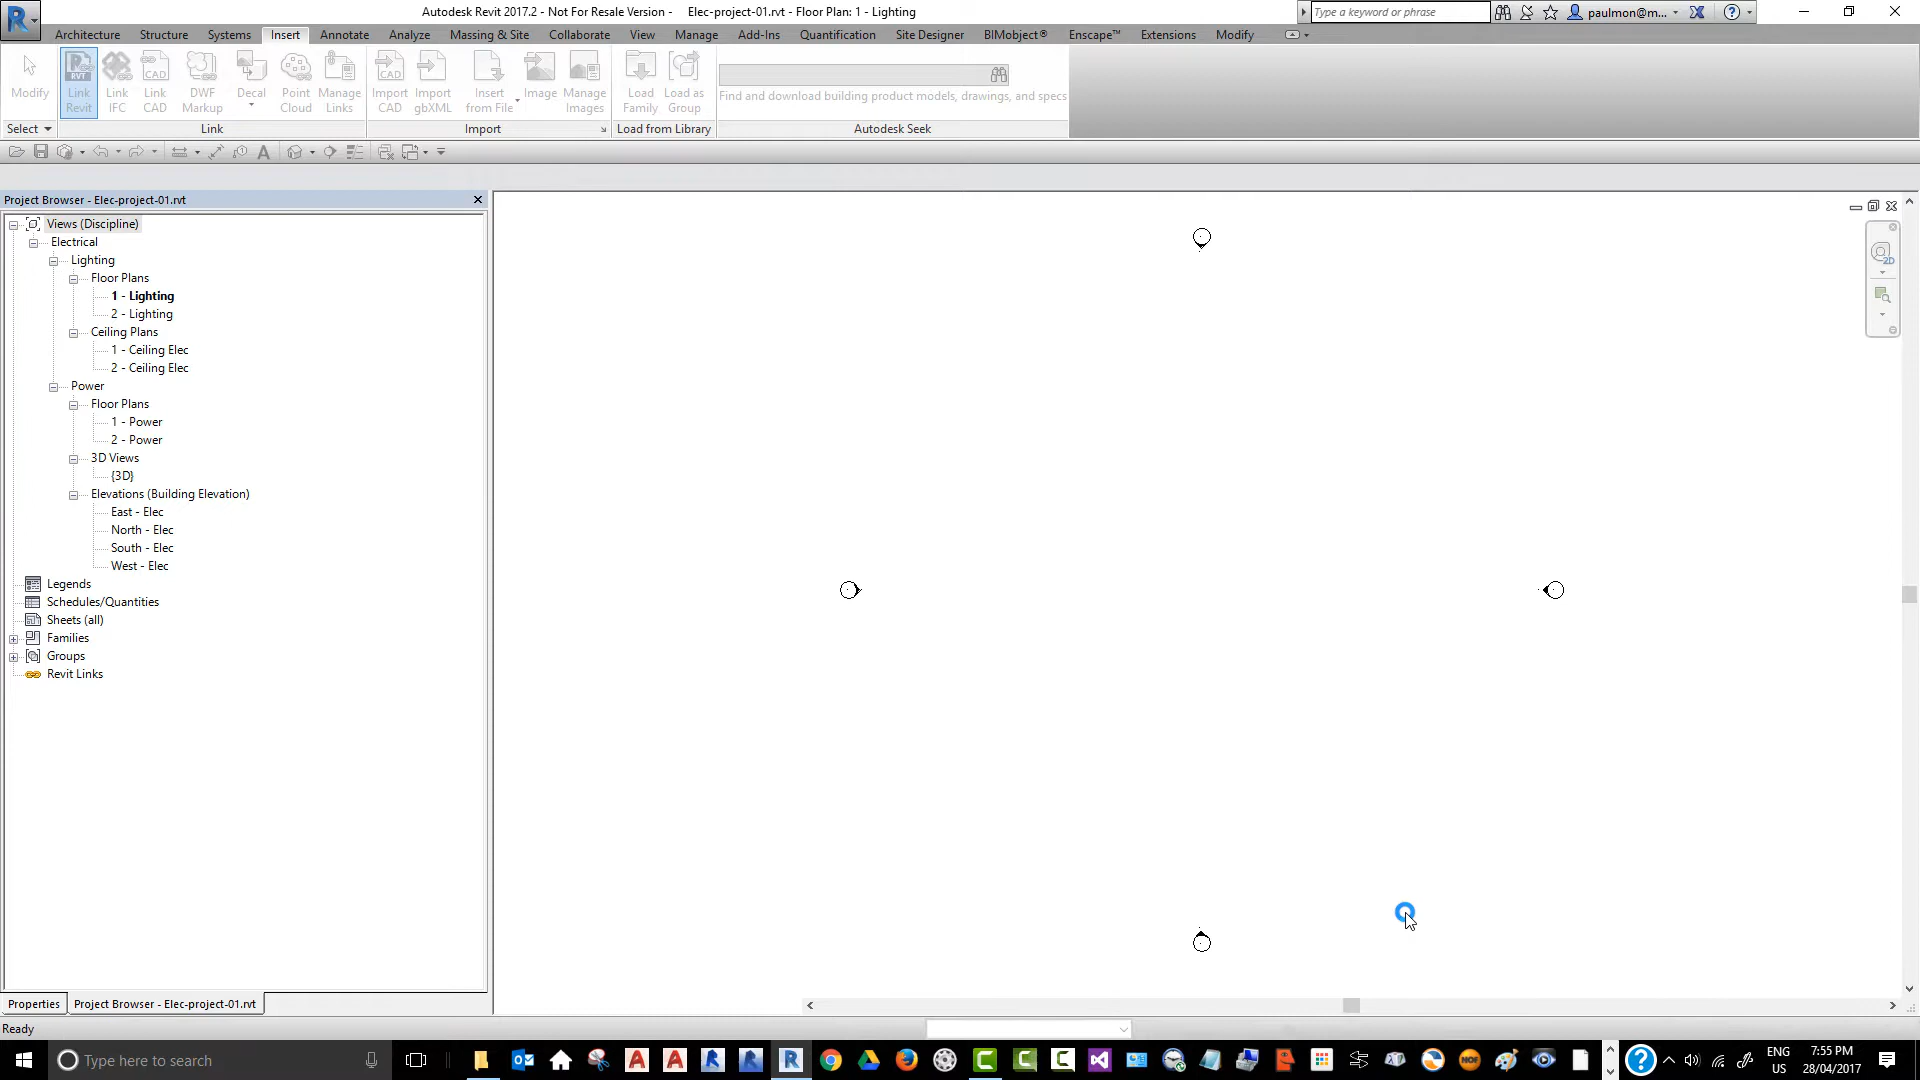 Autodesk Revit 2017.2 - Not For Resale Version - Elec-project-01.rvt - Floor Plan: 1 - Lighting
Type a keyword or phrase
paulmon@m...
Architecture Structure Systems Insert Annotate Analyze Massing & Site Collaborate View Manage Add-Ins Quantification Site Designer BIMobject® Enscape™ Extensions Modify
Modify
Link Revit
Link IFC
Link CAD
DWF Markup
Decal
Point Cloud
Manage Links
Import CAD
Import gbXML
Insert from File
Image
Manage Images
Load Family
Load as Group
Find and download building product models, drawings, and specs
Select
Link
Import
Load from Library
Autodesk Seek
Project Browser - Elec-project-01.rvt
Views (Discipline)
Electrical
Lighting
Floor Plans
1 - Lighting
2 - Lighting
Ceiling Plans
1 - Ceiling Elec
2 - Ceiling Elec
Power
Floor Plans
1 - Power
2 - Power
3D Views
{3D}
Elevations (Building Elevation)
East - Elec
North - Elec
South - Elec
West - Elec
Legends
Schedules/Quantities
Sheets (all)
Families
Groups
Revit Links
2D
Properties
Project Browser - Elec-project-01.rvt
Ready
Type here to search
ENG
US
7:55 PM
28/04/2017